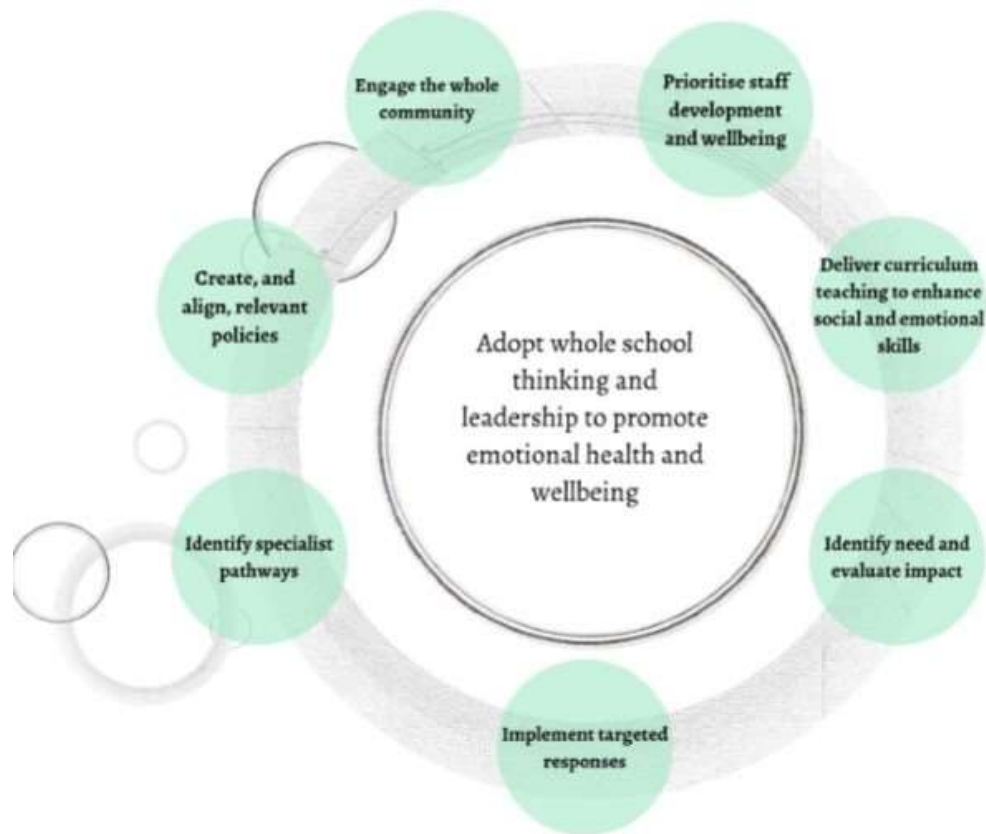 Engage the whole
community
Prioritise staff
development
and wellbeing
Create, and
align, relevant
policies
Deliver curriculum
teaching to enhance
social and emotional
skills
Adopt whole school
thinking and
leadership to promote
emotional health and
wellbeing
Identify specialist
pathways
Identify need and
evaluate impact
Implement targeted
responses